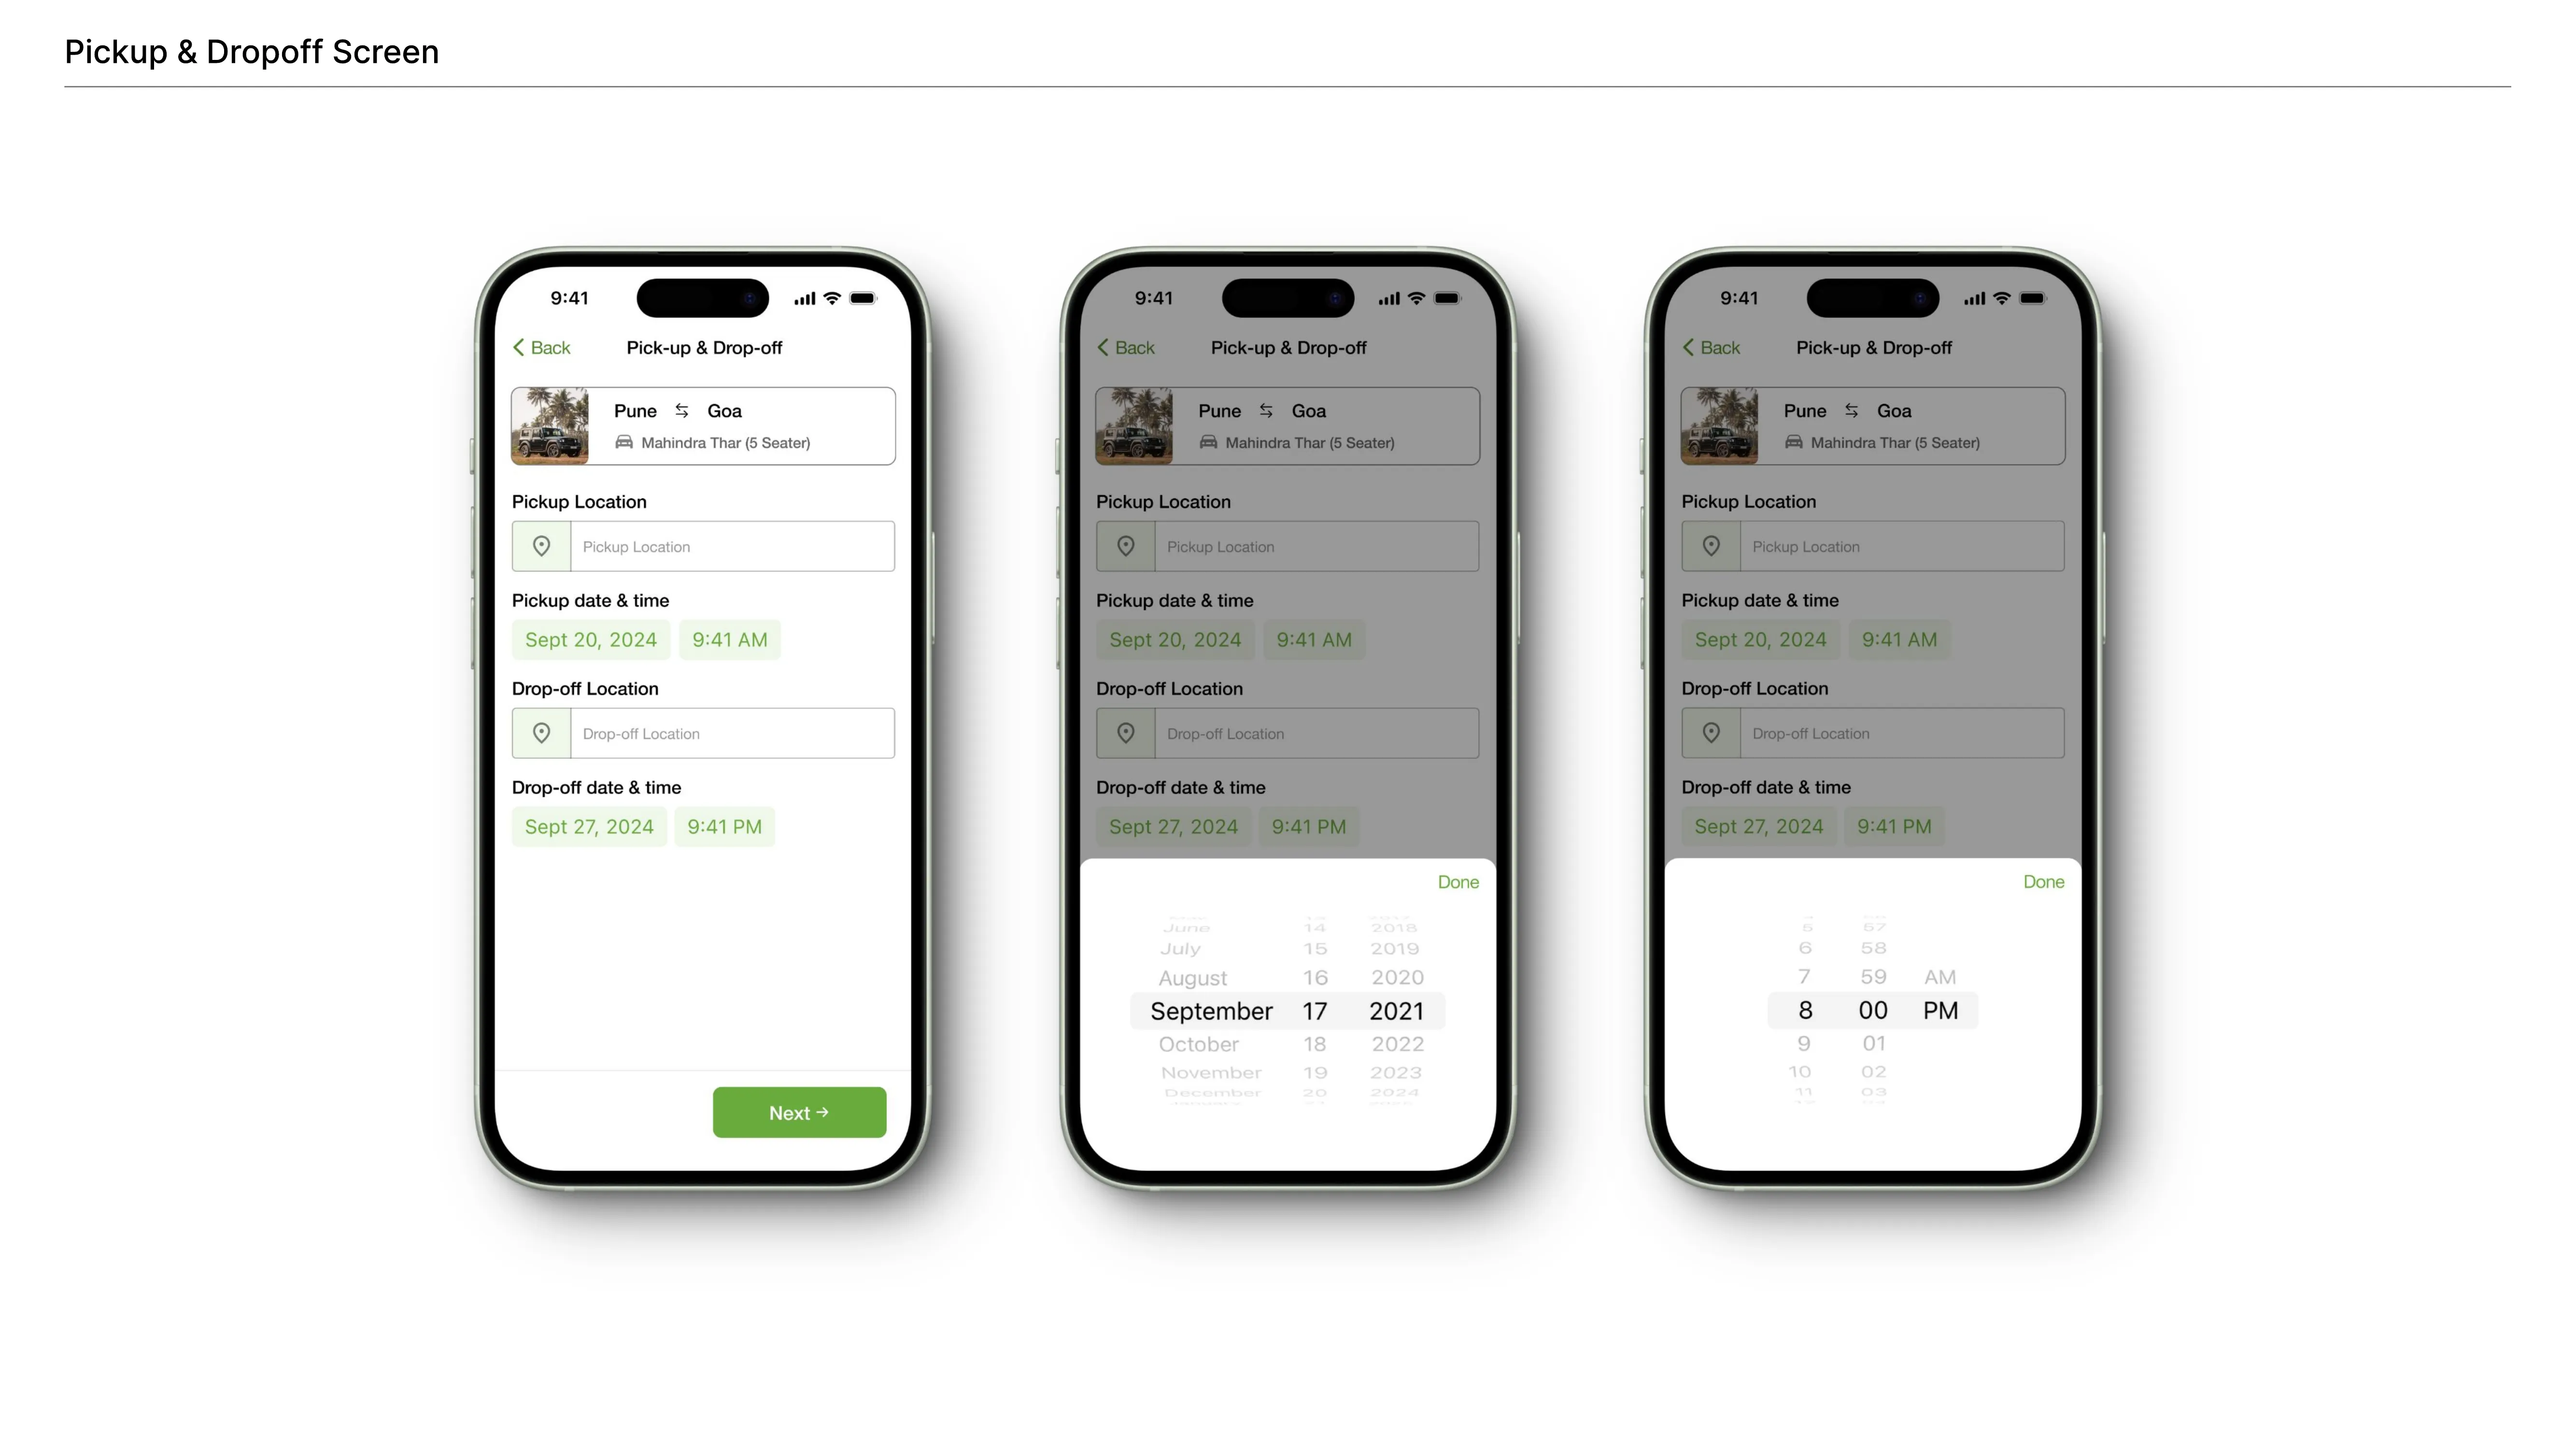 Pickup & Dropoff Screen
9:41
Back
Pick-up & Drop-off
Pune
Goa
Mahindra Thar (5 Seater)
Pickup Location
Pickup Location
Pickup date & time
Sept 20, 2024
9:41 AM
Drop-off Location
Drop-off Location
Drop-off date & time
Sept 27, 2024
9:41 PM
Next →
9:41
Back
Pick-up & Drop-off
Pune
Goa
Mahindra Thar (5 Seater)
Pickup Location
Pickup Location
Pickup date & time
Sept 20, 2024
9:41 AM
Drop-off Location
Drop-off Location
Drop-off date & time
Sept 27, 2024
9:41 PM
Done
June 14 2018
July 15 2019
August 16 2020
September 17 2021
October 18 2022
November 19 2023
December 20 2024
9:41
Back
Pick-up & Drop-off
Pune
Goa
Mahindra Thar (5 Seater)
Pickup Location
Pickup Location
Pickup date & time
Sept 20, 2024
9:41 AM
Drop-off Location
Drop-off Location
Drop-off date & time
Sept 27, 2024
9:41 PM
Done
5 57
6 58
7 59 AM
8 00 PM
9 01
10 02
11 03